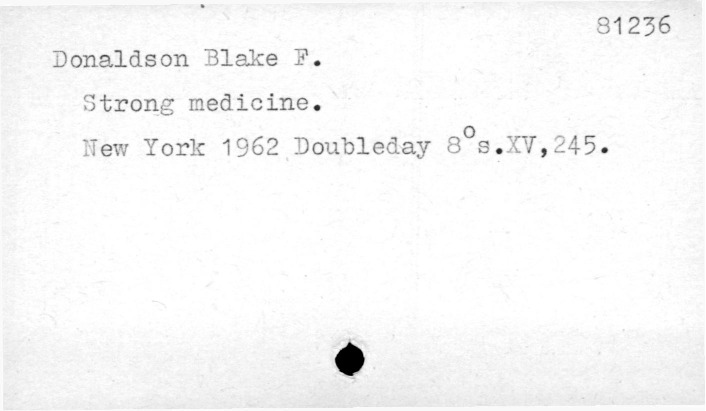 81236
Donaldson Blake F.
Strong medicine.
New York 1962 Doubleday 8°s.XV,245.